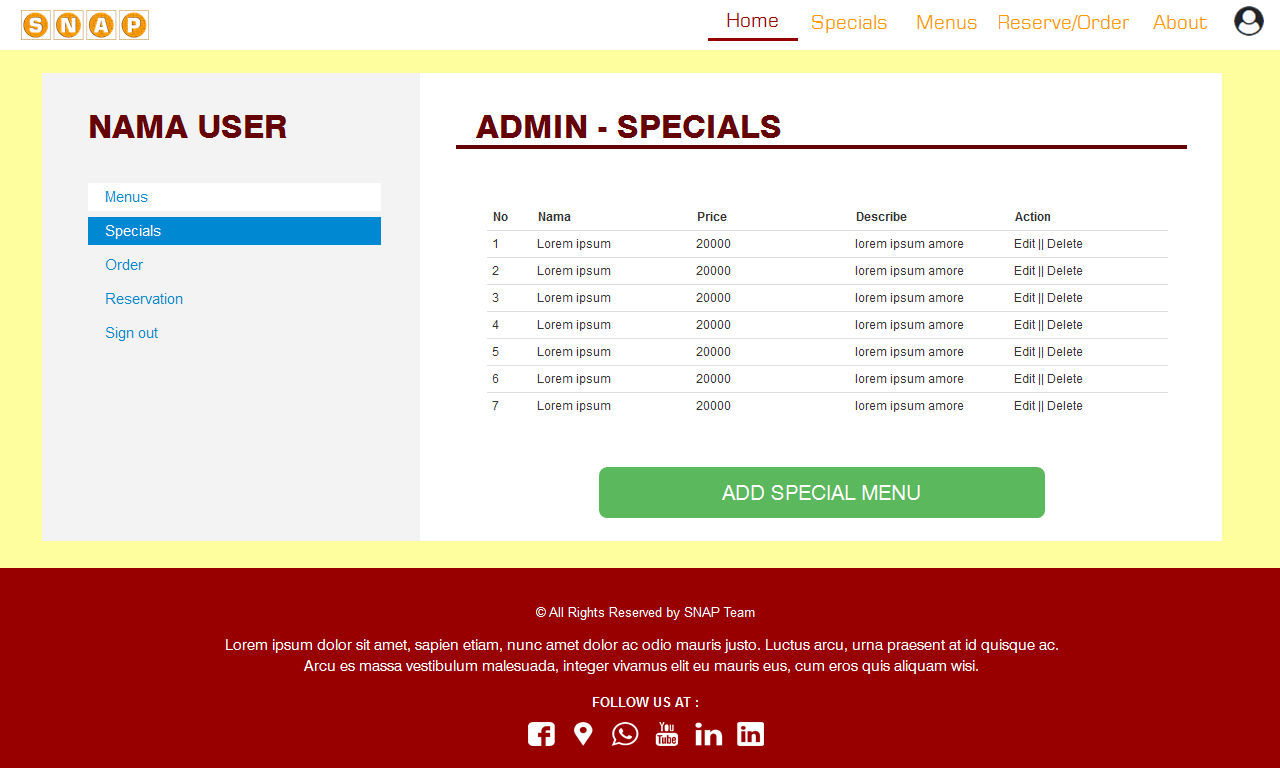 SNAP
Home Specials Menus Reserve/Order About
NAMA USER
Menus
Specials
Order
Reservation
Sign out
ADMIN - SPECIALS
No Nama Price Describe Action
1 Lorem ipsum 20000 lorem ipsum amore Edit || Delete
2 Lorem ipsum 20000 lorem ipsum amore Edit || Delete
3 Lorem ipsum 20000 lorem ipsum amore Edit || Delete
4 Lorem ipsum 20000 lorem ipsum amore Edit || Delete
5 Lorem ipsum 20000 lorem ipsum amore Edit || Delete
6 Lorem ipsum 20000 lorem ipsum amore Edit || Delete
7 Lorem ipsum 20000 lorem ipsum amore Edit || Delete
ADD SPECIAL MENU
© All Rights Reserved by SNAP Team
Lorem ipsum dolor sit amet, sapien etiam, nunc amet dolor ac odio mauris justo. Luctus arcu, urna praesent at id quisque ac.
Arcu es massa vestibulum malesuada, integer vivamus elit eu mauris eus, cum eros quis aliquam wisi.
FOLLOW US AT :
You
Tube
in
in